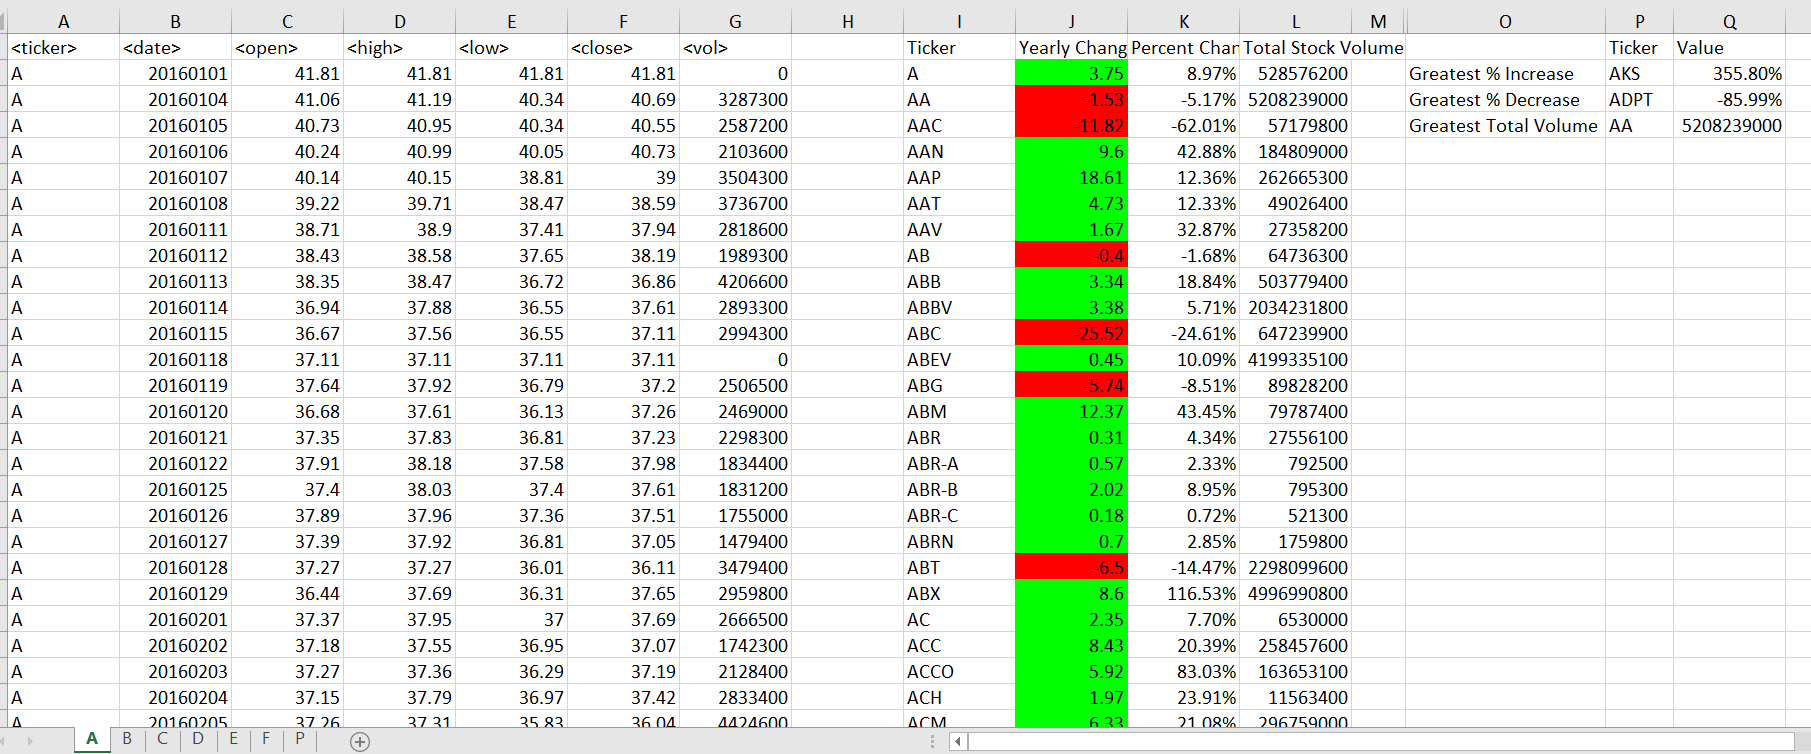 A B C D E F G H I J K L M O P Q
<ticker> <date> <open> <high> <low> <close> <vol> Ticker Yearly Chang Percent Char Total Stock Volume Ticker Value
A 20160101 41.81 41.81 41.81 41.81 0 A 3.75 8.97% 528576200 Greatest % Increase AKS 355.80%
A 20160104 41.06 41.19 40.34 40.69 3287300 AA -1.53 -5.17% 5208239000 Greatest % Decrease ADPT -85.99%
A 20160105 40.73 40.95 40.34 40.55 2587200 AAC -11.82 -62.01% 57179800 Greatest Total Volume AA 5208239000
A 20160106 40.24 40.99 40.05 40.73 2103600 AAN 9.6 42.88% 184809000
A 20160107 40.14 40.15 38.81 39 3504300 AAP 18.61 12.36% 262665300
A 20160108 39.22 39.71 38.47 38.59 3736700 AAT 4.73 12.33% 49026400
A 20160111 38.71 38.9 37.41 37.94 2818600 AAV 1.67 32.87% 27358200
A 20160112 38.43 38.58 37.65 38.19 1989300 AB -0.4 -1.68% 64736300
A 20160113 38.35 38.47 36.72 36.86 4206600 ABB 3.34 18.84% 503779400
A 20160114 36.94 37.88 36.55 37.61 2893300 ABBV 3.38 5.71% 2034231800
A 20160115 36.67 37.56 36.55 37.11 2994300 ABC -25.52 -24.61% 647239900
A 20160118 37.11 37.11 37.11 37.11 0 ABEV 0.45 10.09% 4199335100
A 20160119 37.64 37.92 36.79 37.2 2506500 ABG -5.74 -8.51% 89828200
A 20160120 36.68 37.61 36.13 37.26 2469000 ABM 12.37 43.45% 79787400
A 20160121 37.35 37.83 36.81 37.23 2298300 ABR 0.31 4.34% 27556100
A 20160122 37.91 38.18 37.58 37.98 1834400 ABR-A 0.57 2.33% 792500
A 20160125 37.4 38.03 37.4 37.61 1831200 ABR-B 2.02 8.95% 795300
A 20160126 37.89 37.96 37.36 37.51 1755000 ABR-C 0.18 0.72% 521300
A 20160127 37.39 37.92 36.81 37.05 1479400 ABRN 0.7 2.85% 1759800
A 20160128 37.27 37.27 36.01 36.11 3479400 ABT -6.5 -14.47% 2298099600
A 20160129 36.44 37.69 36.31 37.65 2959800 ABX 8.6 116.53% 4996990800
A 20160201 37.37 37.95 37 37.69 2666500 AC 2.35 7.70% 6530000
A 20160202 37.18 37.55 36.95 37.07 1742300 ACC 8.43 20.39% 258457600
A 20160203 37.27 37.36 36.29 37.19 2128400 ACCO 5.92 83.03% 163653100
A 20160204 37.15 37.79 36.97 37.42 2833400 ACH 1.97 23.91% 11563400
A 20160205 37.26 37.31 35.83 36.04 4424600 ACM 6.33 21.08% 296759000
A B C D E F P